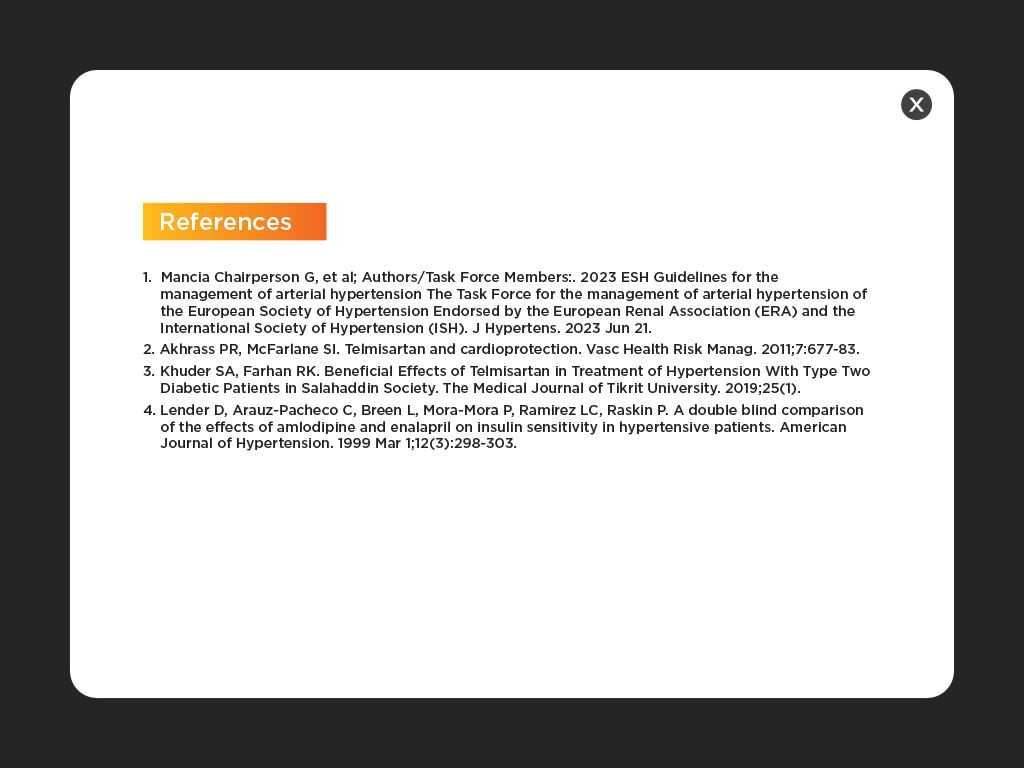 X
References
1. Mancia Chairperson G, et al; Authors/Task Force Members:. 2023 ESH Guidelines for the
management of arterial hypertension The Task Force for the management of arterial hypertension of
the European Society of Hypertension Endorsed by the European Renal Association (ERA) and the
International Society of Hypertension (ISH). J Hypertens. 2023 Jun 21.
2. Akhrass PR, McFarlane SI. Telmisartan and cardioprotection. Vasc Health Risk Manag. 2011;7:677-83.
3. Khuder SA, Farhan RK. Beneficial Effects of Telmisartan in Treatment of Hypertension With Type Two
Diabetic Patients in Salahaddin Society. The Medical Journal of Tikrit University. 2019;25(1).
4. Lender D, Arauz-Pacheco C, Breen L, Mora-Mora P, Ramirez LC, Raskin P. A double blind comparison
of the effects of amlodipine and enalapril on insulin sensitivity in hypertensive patients. American
Journal of Hypertension. 1999 Mar 1;12(3):298-303.